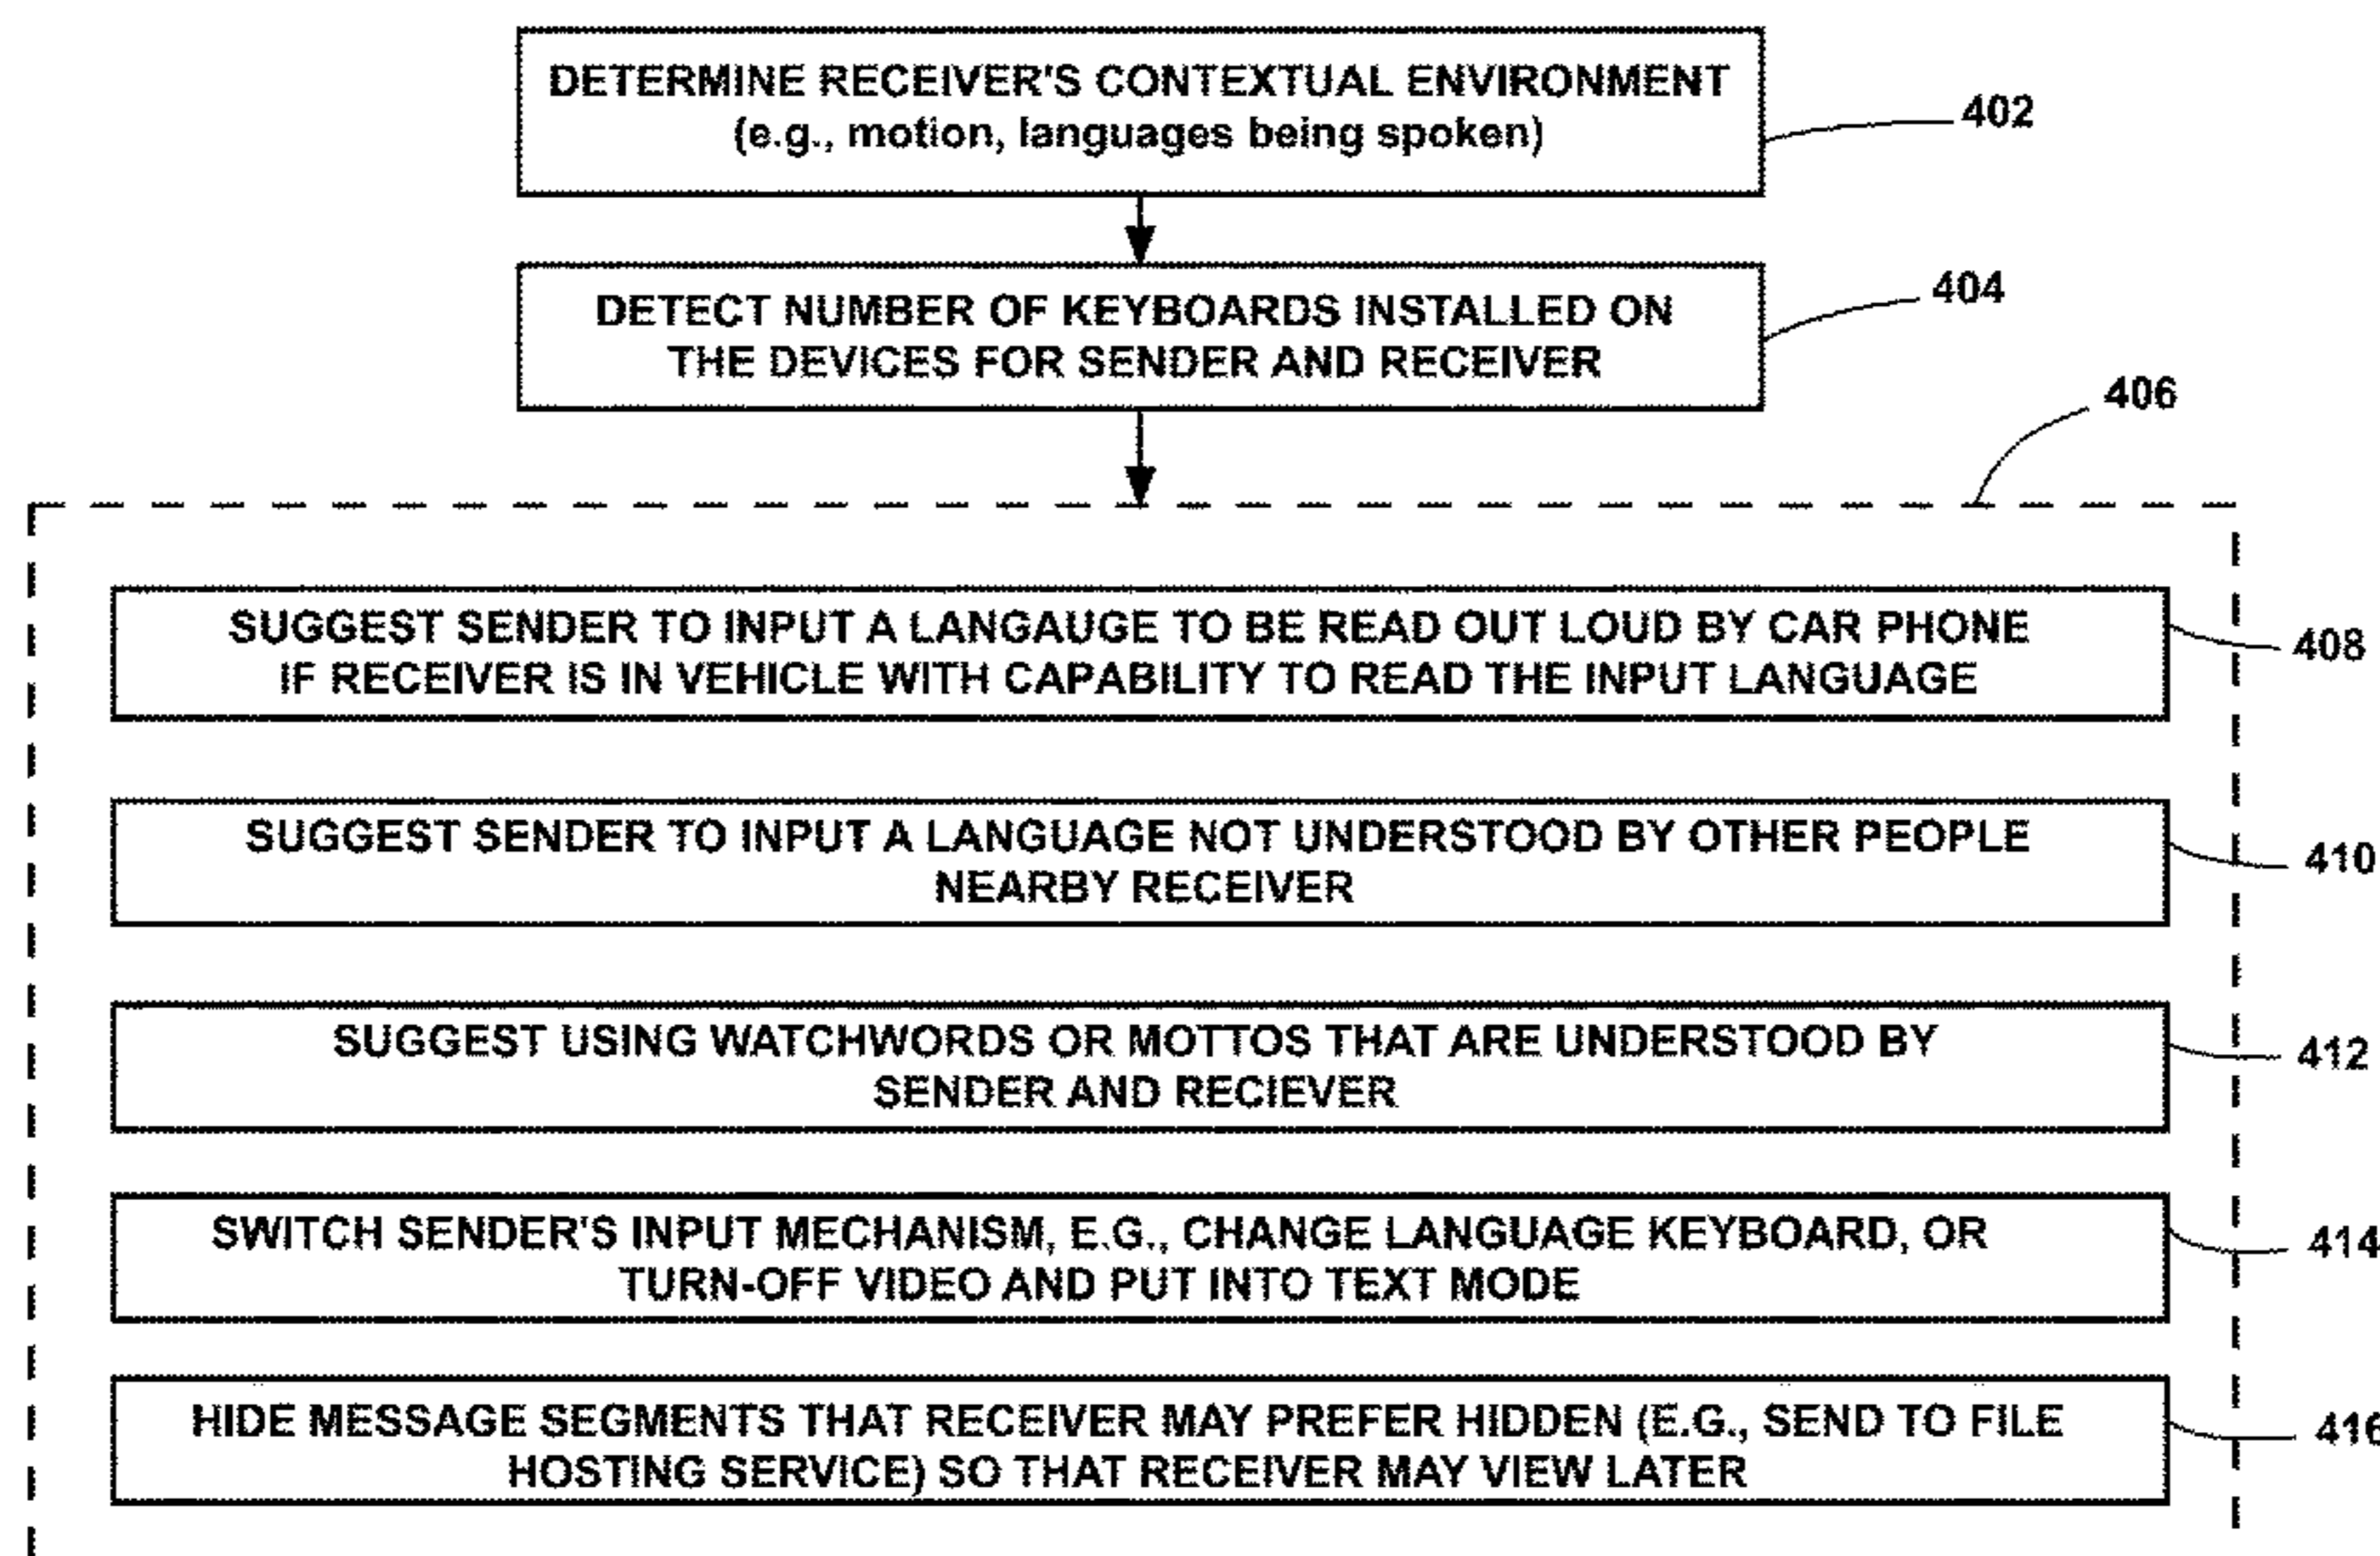 DETERMINE RECEIVER'S CONTEXTUAL ENVIRONMENT
(e.g., motion, languages being spoken)
402
DETECT NUMBER OF KEYBOARDS INSTALLED ON
THE DEVICES FOR SENDER AND RECEIVER
404
406
SUGGEST SENDER TO INPUT A LANGAUGE TO BE READ OUT LOUD BY CAR PHONE
IF RECEIVER IS IN VEHICLE WITH CAPABILITY TO READ THE INPUT LANGUAGE
408
SUGGEST SENDER TO INPUT A LANGUAGE NOT UNDERSTOOD BY OTHER PEOPLE
NEARBY RECEIVER
410
SUGGEST USING WATCHWORDS OR MOTTOS THAT ARE UNDERSTOOD BY
SENDER AND RECIEVER
412
SWITCH SENDER'S INPUT MECHANISM, E.G., CHANGE LANGUAGE KEYBOARD, OR
TURN-OFF VIDEO AND PUT INTO TEXT MODE
414
HIDE MESSAGE SEGMENTS THAT RECEIVER MAY PREFER HIDDEN (E.G., SEND TO FILE
HOSTING SERVICE) SO THAT RECEIVER MAY VIEW LATER
416